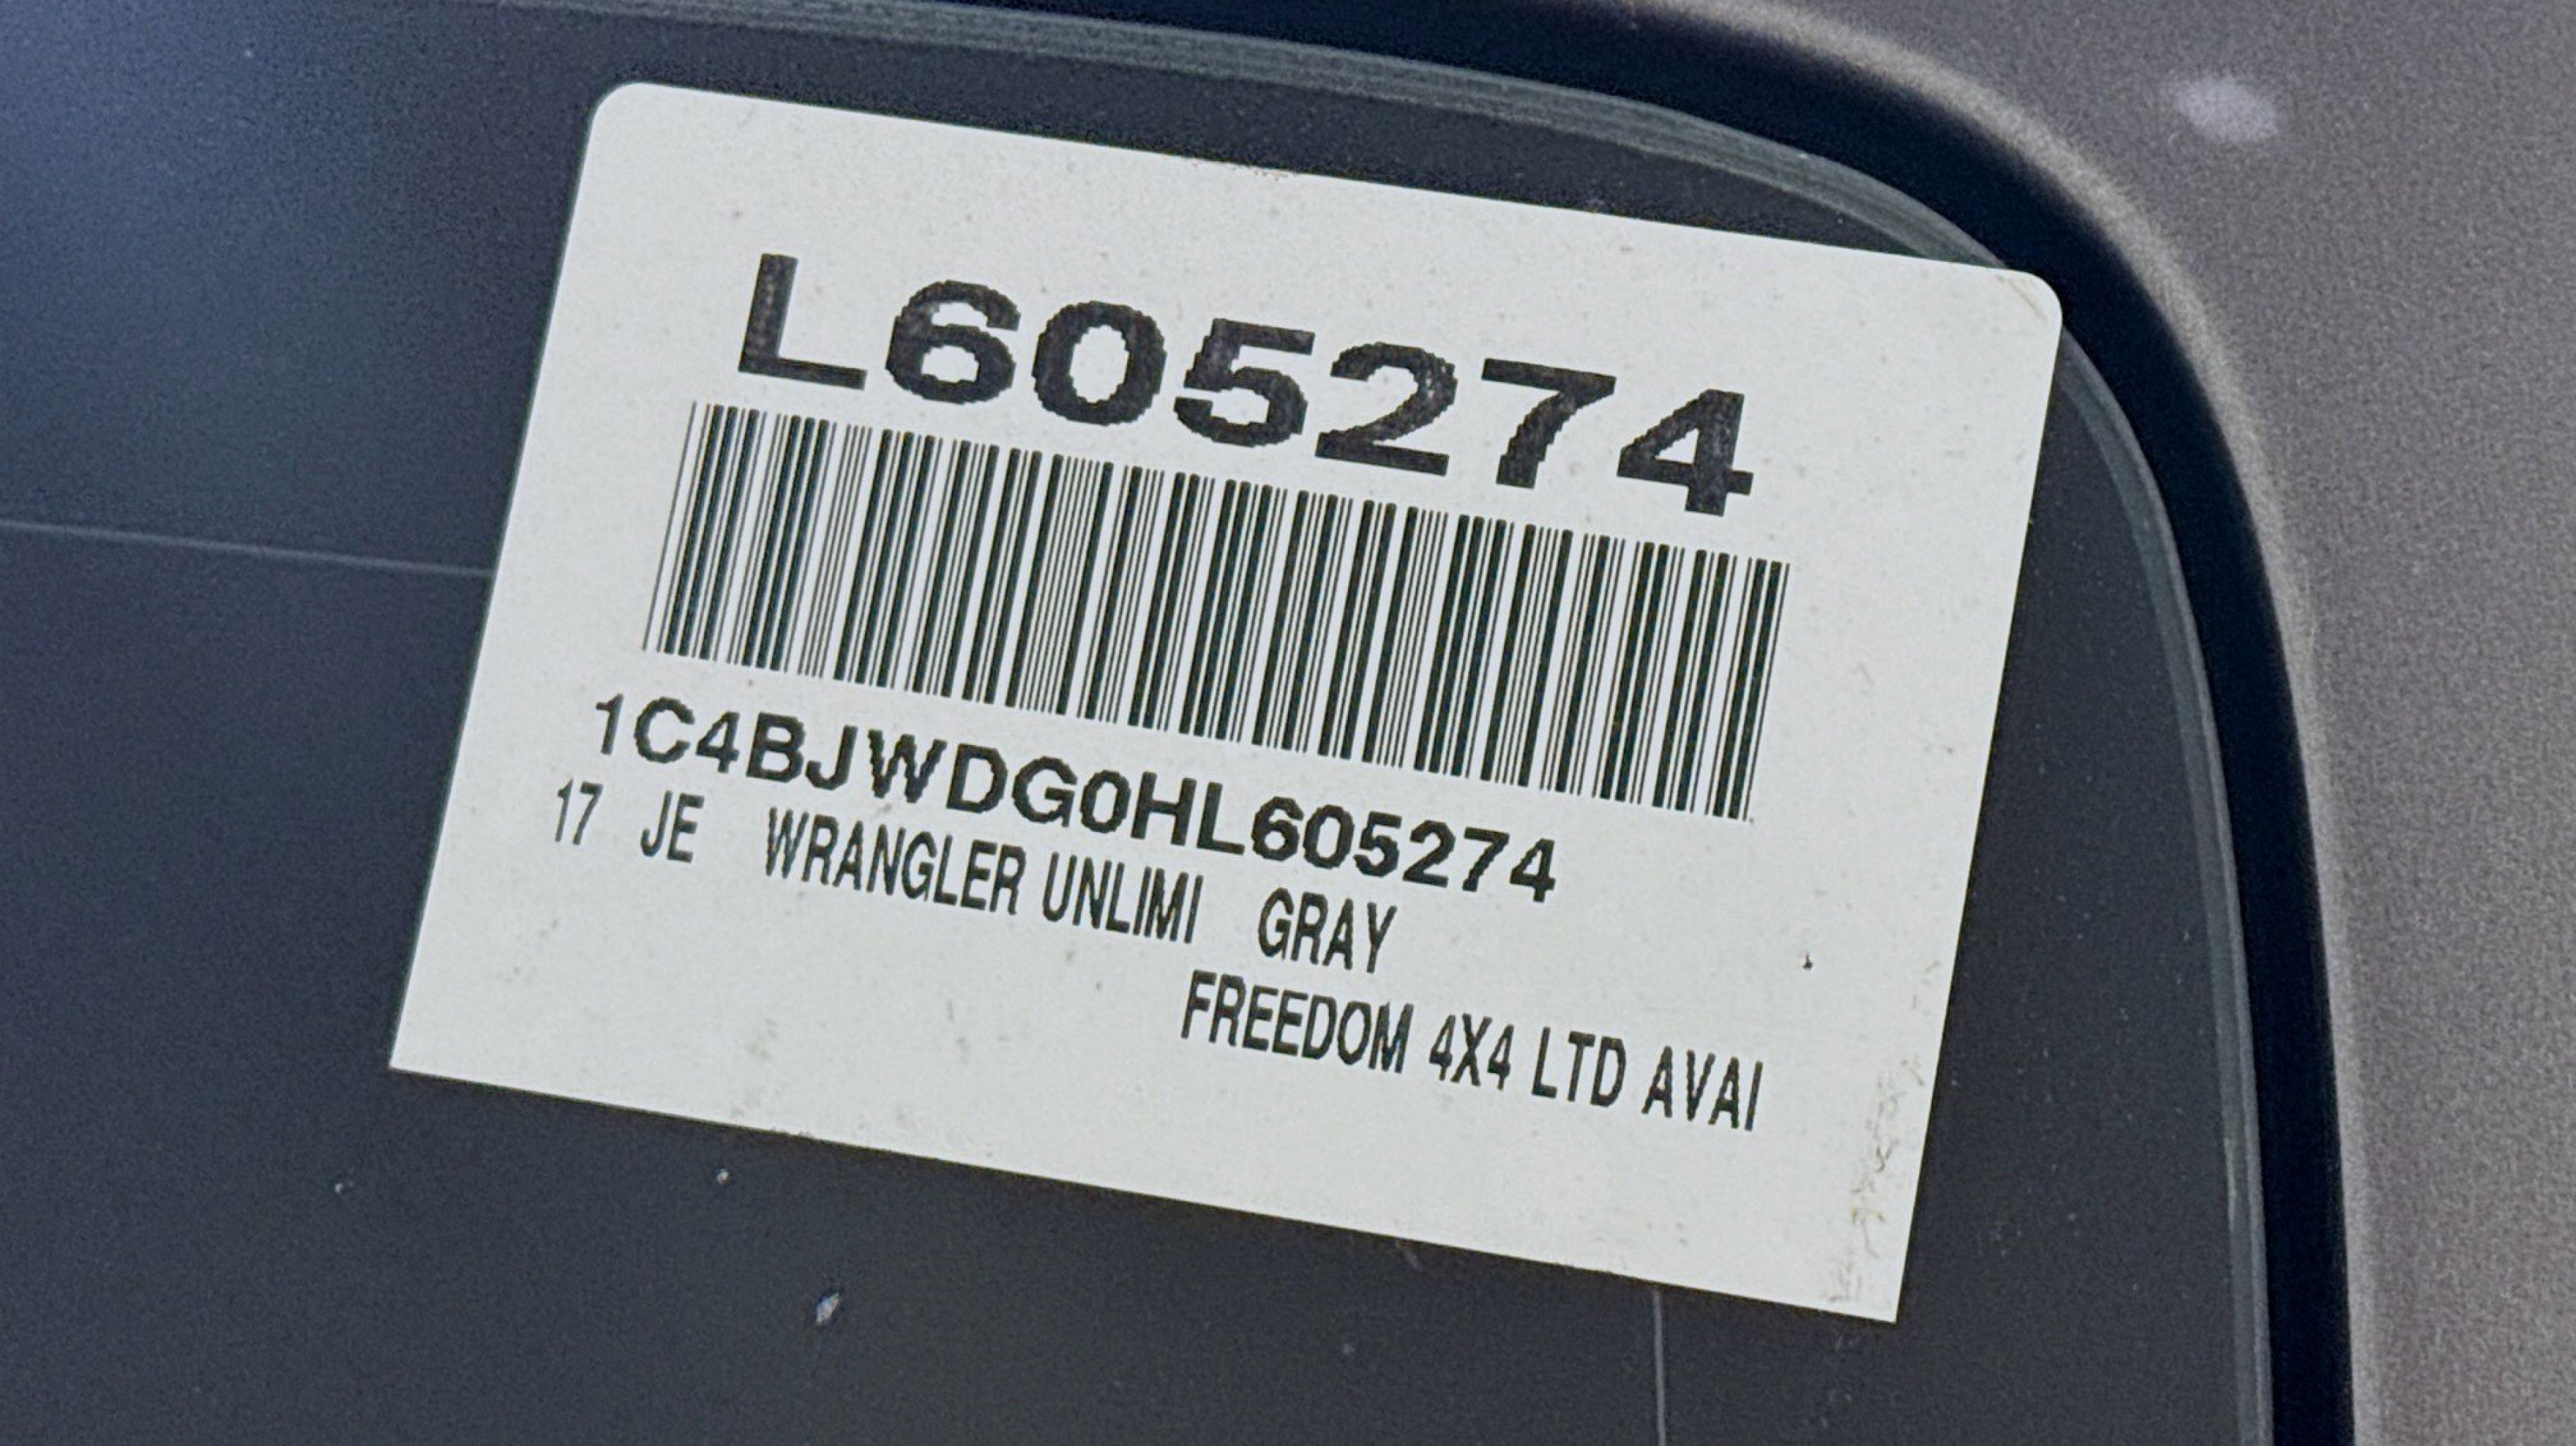 L605274
1C4BJWDG0HL605274
17 JE WRANGLER UNLIMI GRAY
FREEDOM 4X4 LTD AVAI